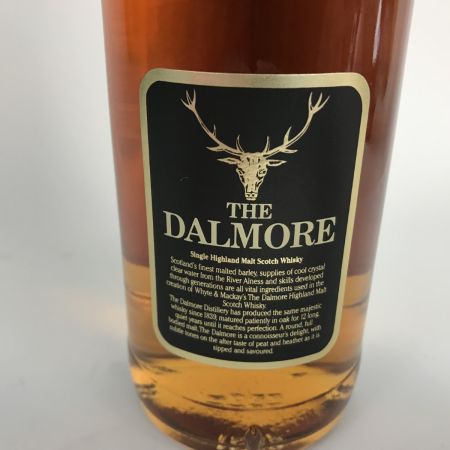 THE
DALMORE
Single Highland Malt Scotch Whisky
Scotland's finest malted barley, supplies of cool crystal
clear water from the River Alness and skills developed
through generations are all vital ingredients used in the
creation of Whyte & Mackay's The Dalmore Highland Malt
Scotch Whisky.
The Dalmore Distillery has produced the same majestic
whisky since 1839, matured patiently in oak for 12 long,
quiet years until it reaches perfection. A round, full
bodied malt, The Dalmore is a connoisseur's delight, with
subtle tones on the after taste of peat and heather as it is
sipped and savoured.